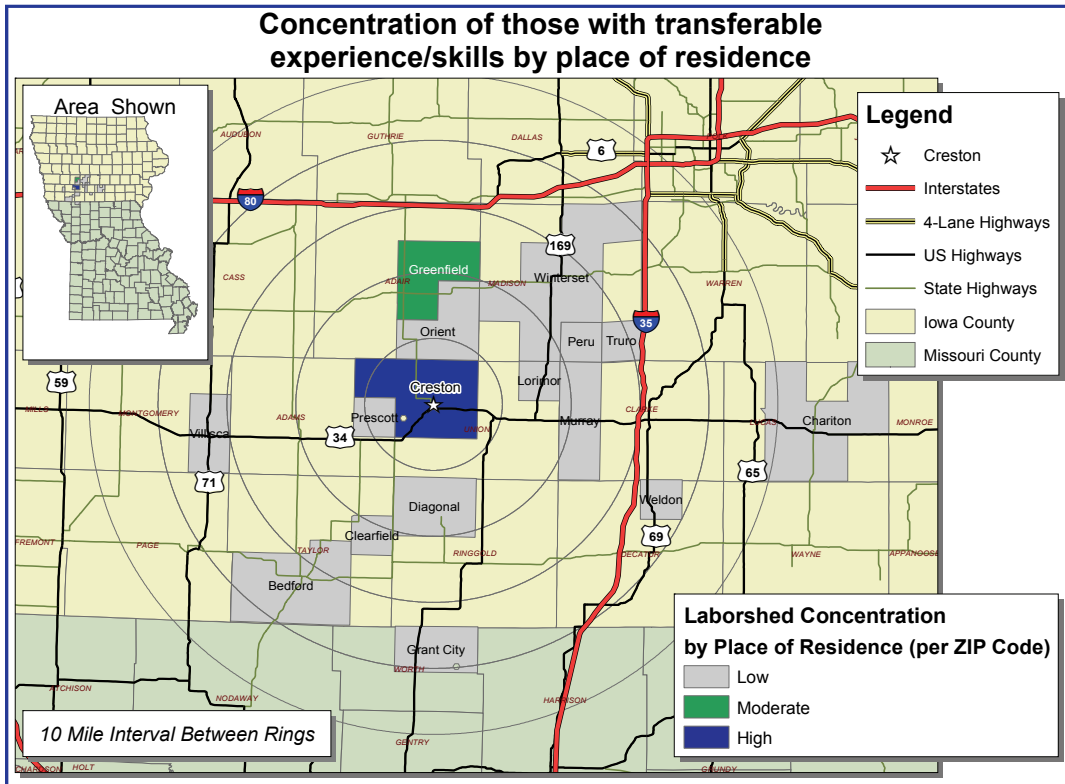 Concentration of those with transferable
experience/skills by place of residence
Area Shown
Legend
Creston
Interstates
4-Lane Highways
US Highways
State Highways
Iowa County
Missouri County
AUDUBON
GUTHRIE
DALLAS
6
80
169
CASS
ADAIR
Greenfield
MADISON
Winterset
WARREN
35
Orient
Peru
Truro
59
Creston
Lorimor
MILLS
MONTGOMERY
ADAMS
Prescott
UNION
Murray
CLARKE
LUCAS
Chariton
MONROE
Villisca
34
71
65
Diagonal
Weldon
Clearfield
69
FREMONT
PAGE
TAYLOR
RINGGOLD
DECATUR
WAYNE
APPANOOSE
Bedford
Grant City
WORTH
ATCHISON
NODAWAY
HARRISON
GENTRY
HOLT
GRUNDY
Laborshed Concentration
by Place of Residence (per ZIP Code)
Low
Moderate
High
10 Mile Interval Between Rings